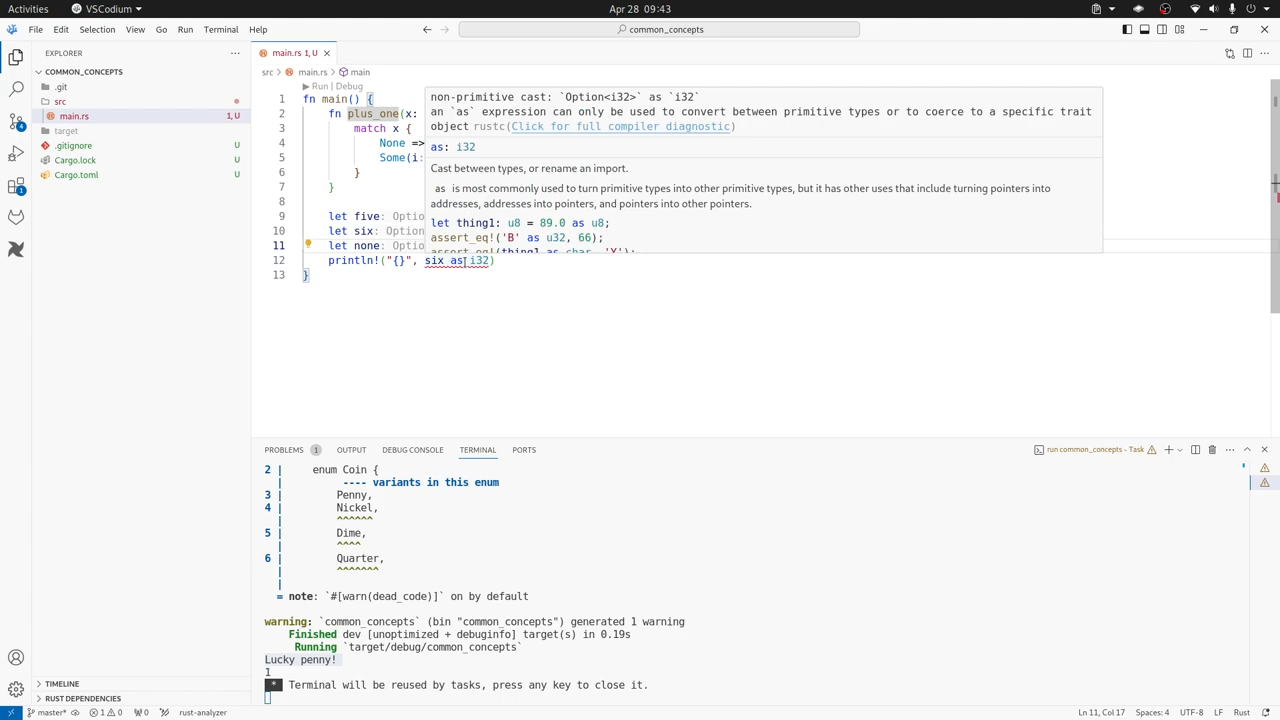 Activities
VSCodium
Apr 28 09:43
File Edit Selection View Go Run Terminal Help
common_concepts
EXPLORER
COMMON_CONCEPTS
.git
src
main.rs 1, U
target
.gitignore U
Cargo.lock U
Cargo.toml U
TIMELINE
RUST DEPENDENCIES
4
1
main.rs 1, U
src > main.rs > main
Run | Debug
1 fn main() {
2 fn plus_one(x:
3 match x {
4 None =>
5 Some(i:
6 }
7 }
8
9 let five: Option
10 let six: Option
11 let none: Optio
12 println!("{}", six as i32)
13 }
non-primitive cast: `Option<i32>` as `i32`
an `as` expression can only be used to convert between primitive types or to coerce to a specific trait
object rustc(Click for full compiler diagnostic)
as: i32
Cast between types, or rename an import.
as is most commonly used to turn primitive types into other primitive types, but it has other uses that include turning pointers into
addresses, addresses into pointers, and pointers into other pointers.
let thing1: u8 = 89.0 as u8;
assert_eq!('B' as u32, 66);
assert_eq!(thing1 as char, 'Y');
PROBLEMS 1 OUTPUT DEBUG CONSOLE TERMINAL PORTS
run common_concepts - Task
2 | enum Coin {
| ---- variants in this enum
3 | Penny,
4 | Nickel,
| ^^^^^^
5 | Dime,
| ^^^^
6 | Quarter,
| ^^^^^^^
|
= note: `#[warn(dead_code)]` on by default
warning: `common_concepts` (bin "common_concepts") generated 1 warning
Finished dev [unoptimized + debuginfo] target(s) in 0.19s
Running `target/debug/common_concepts`
Lucky penny!
1
* Terminal will be reused by tasks, press any key to close it.
master* 1 0 0 rust-analyzer
Ln 11, Col 17 Spaces: 4 UTF-8 LF Rust